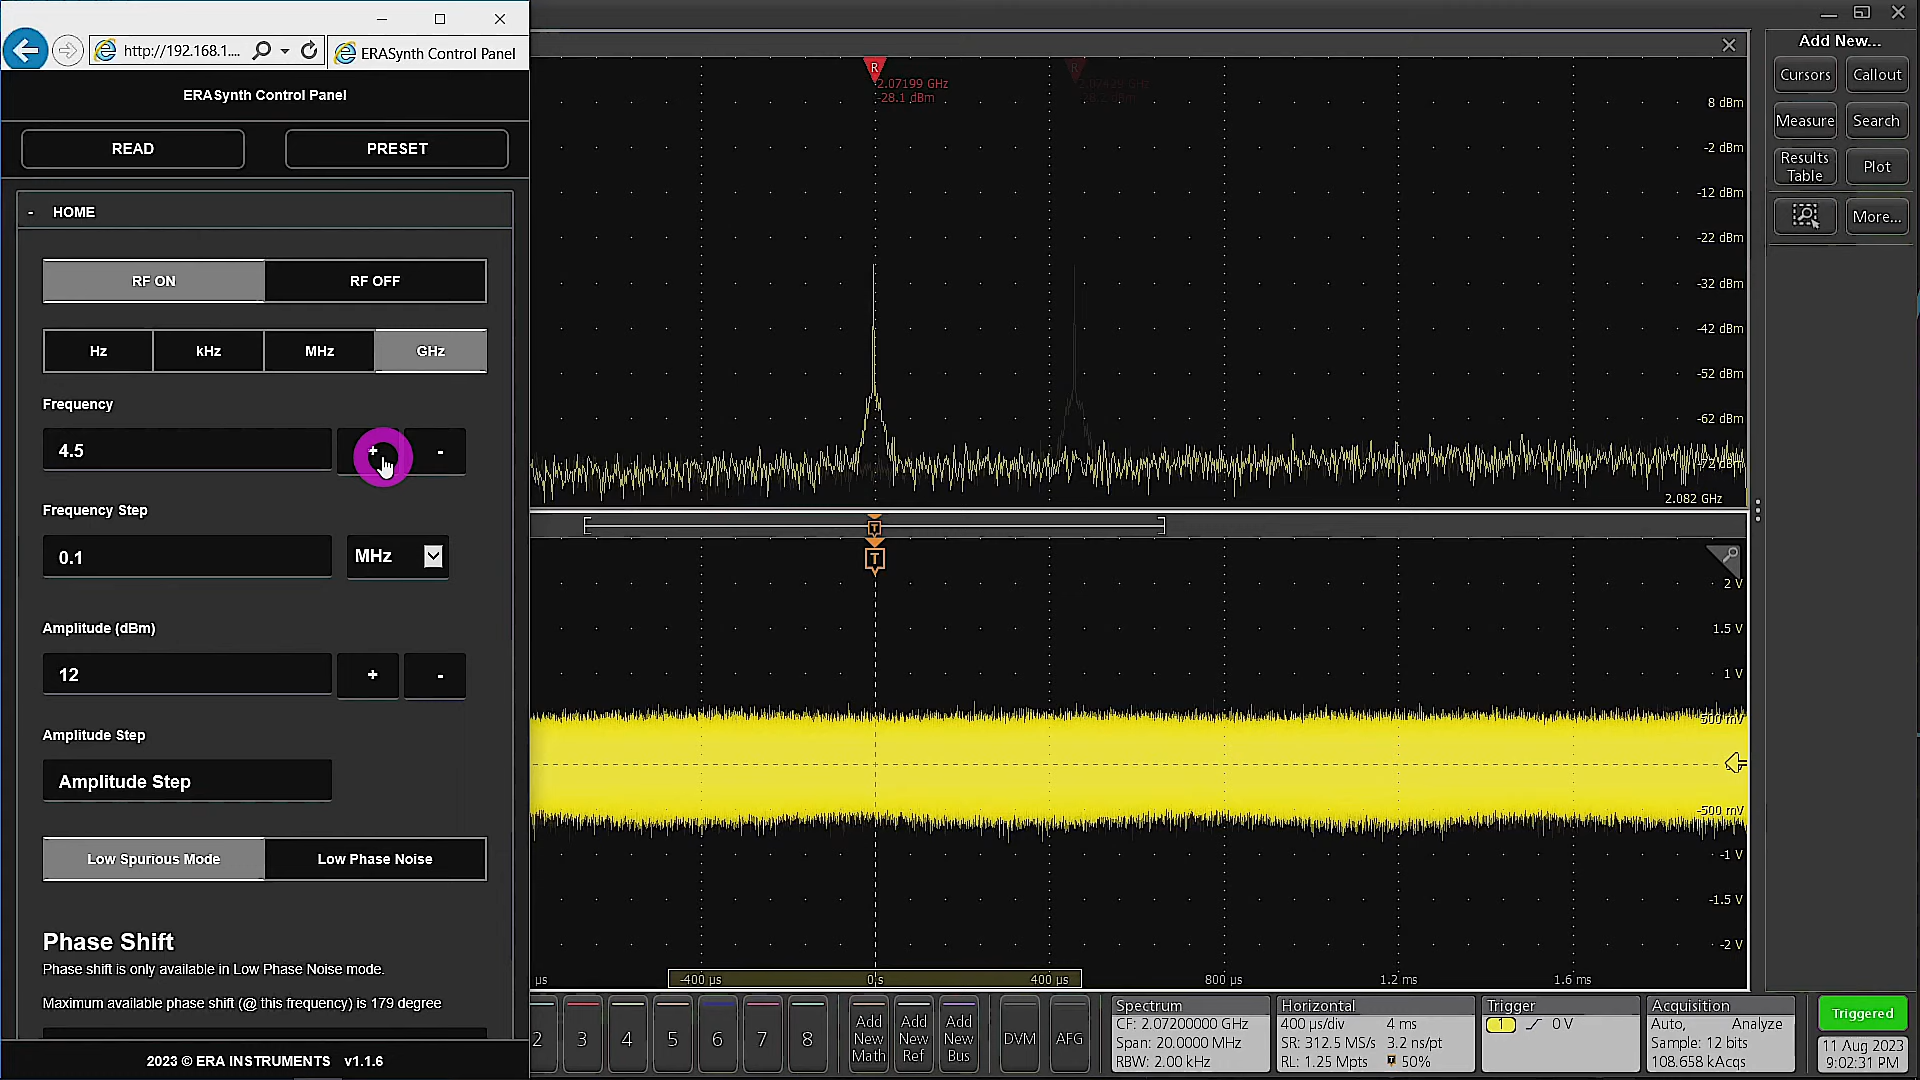 http://192.168.1....
ERASynth Control Panel
ERASynth Control Panel
READ
PRESET
- HOME
RF ON
RF OFF
Hz
kHz
MHz
GHz
Frequency
4.5
+
-
Frequency Step
0.1
MHz
Amplitude (dBm)
12
+
-
Amplitude Step
Amplitude Step
Low Spurious Mode
Low Phase Noise
Phase Shift
Phase shift is only available in Low Phase Noise mode.
Maximum available phase shift (@ this frequency) is 179 degree
2023 © ERA INSTRUMENTS v1.1.6
R
2.07199 GHz
-28.1 dBm
R
8 dBm
-2 dBm
-12 dBm
-22 dBm
-32 dBm
-42 dBm
-52 dBm
-62 dBm
-72 dBm
2.082 GHz
T
T
2 V
1.5 V
1 V
500 mV
-500 mV
-1 V
-1.5 V
-2 V
µs
-400 µs
0 s
400 µs
800 µs
1.2 ms
1.6 ms
Add New...
Cursors
Callout
Measure
Search
Results
Table
Plot
More...
2
3
4
5
6
7
8
Add
New
Math
Add
New
Ref
Add
New
Bus
DVM
AFG
Spectrum
CF: 2.07200000 GHz
Span: 20.0000 MHz
RBW: 2.00 kHz
Horizontal
400 µs/div 4 ms
SR: 312.5 MS/s 3.2 ns/pt
RL: 1.25 Mpts 50%
Trigger
1 0 V
Acquisition
Auto, Analyze
Sample: 12 bits
108.658 kAcqs
Triggered
11 Aug 2023
9:02:31 PM